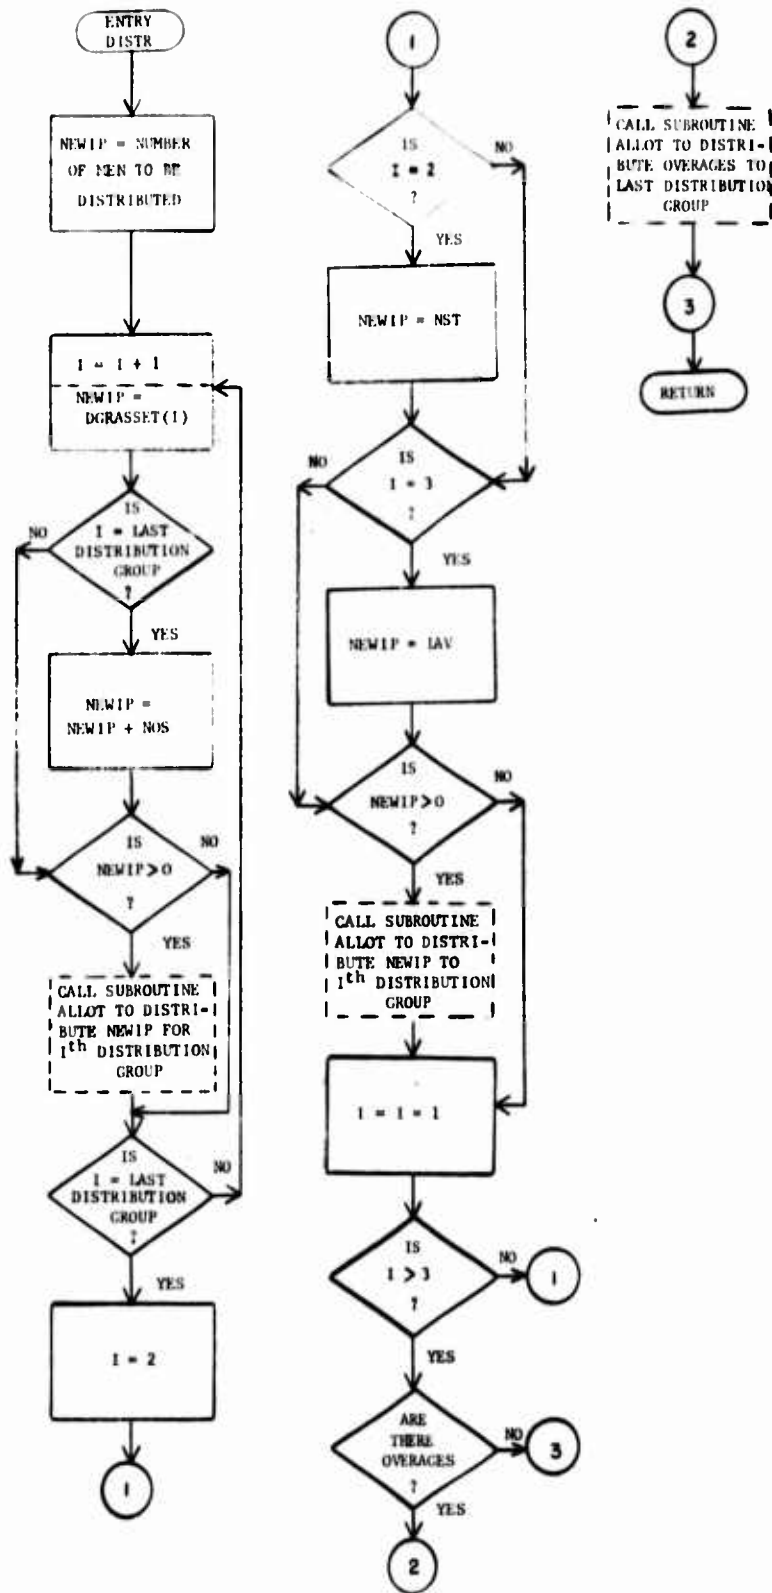 ENTRY
DISTR
NEWIP = NUMBER
OF MEN TO BE
DISTRIBUTED
I = I + 1
NEWIP =
DGRASSET(I)
IS
I = LAST
DISTRIBUTION
GROUP
?
NO
YES
NEWIP =
NEWIP + NOS
IS
NEWIP > 0
?
NO
YES
CALL SUBROUTINE
ALLOT TO DISTRI-
BUTE NEWIP FOR
Ith DISTRIBUTION
GROUP
IS
I = LAST
DISTRIBUTION
GROUP
?
NO
YES
I = 2
1
1
IS
I = 2
?
NO
YES
NEWIP = NST
IS
I = 3
?
NO
YES
NEWIP = IAV
IS
NEWIP > 0
?
NO
YES
CALL SUBROUTINE
ALLOT TO DISTRI-
BUTE NEWIP TO
Ith DISTRIBUTION
GROUP
I = I = 1
IS
I > 3
?
NO
1
YES
ARE
THERE
OVERAGES
?
NO
3
YES
2
2
CALL SUBROUTINE
ALLOT TO DISTRI-
BUTE OVERAGES TO
LAST DISTRIBUTION
GROUP
3
RETURN